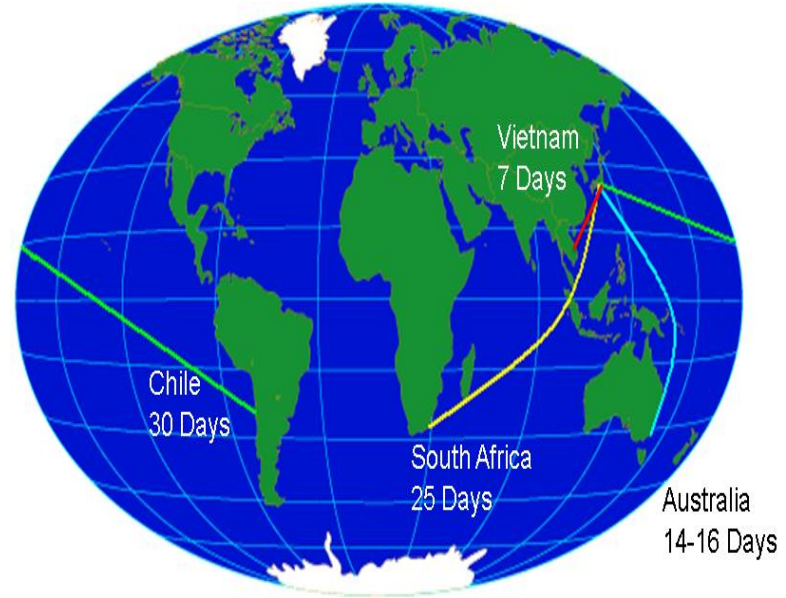 Vietnam
7 Days
Chile
30 Days
South Africa
25 Days
Australia
14-16 Days